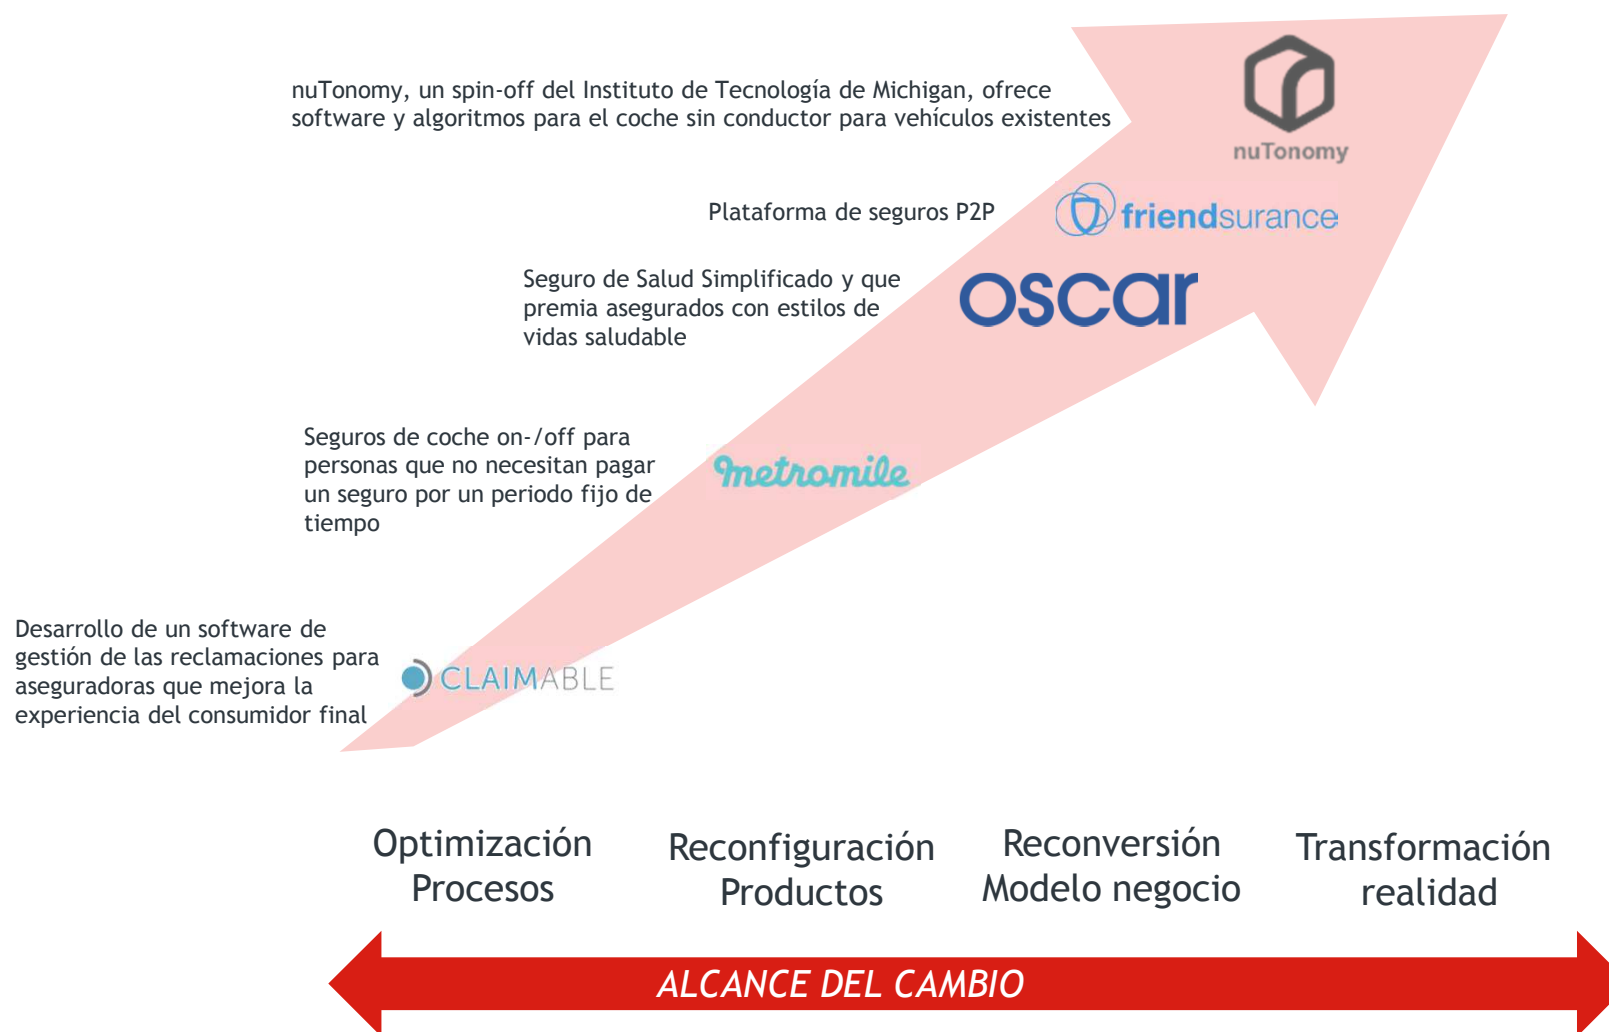 nuTonomy, un spin-off del Instituto de Tecnología de Michigan, ofrece
software y algoritmos para el coche sin conductor para vehículos existentes
nuTonomy
Plataforma de seguros P2P
friendsurance
Seguro de Salud Simplificado y que
premia asegurados con estilos de
vidas saludable
oscar
Seguros de coche on-/off para
personas que no necesitan pagar
un seguro por un periodo fijo de
tiempo
metromile
Desarrollo de un software de
gestión de las reclamaciones para
aseguradoras que mejora la
experiencia del consumidor final
CLAIMABLE
Optimización
Procesos
Reconfiguración
Productos
Reconversión
Modelo negocio
Transformación
realidad
ALCANCE DEL CAMBIO